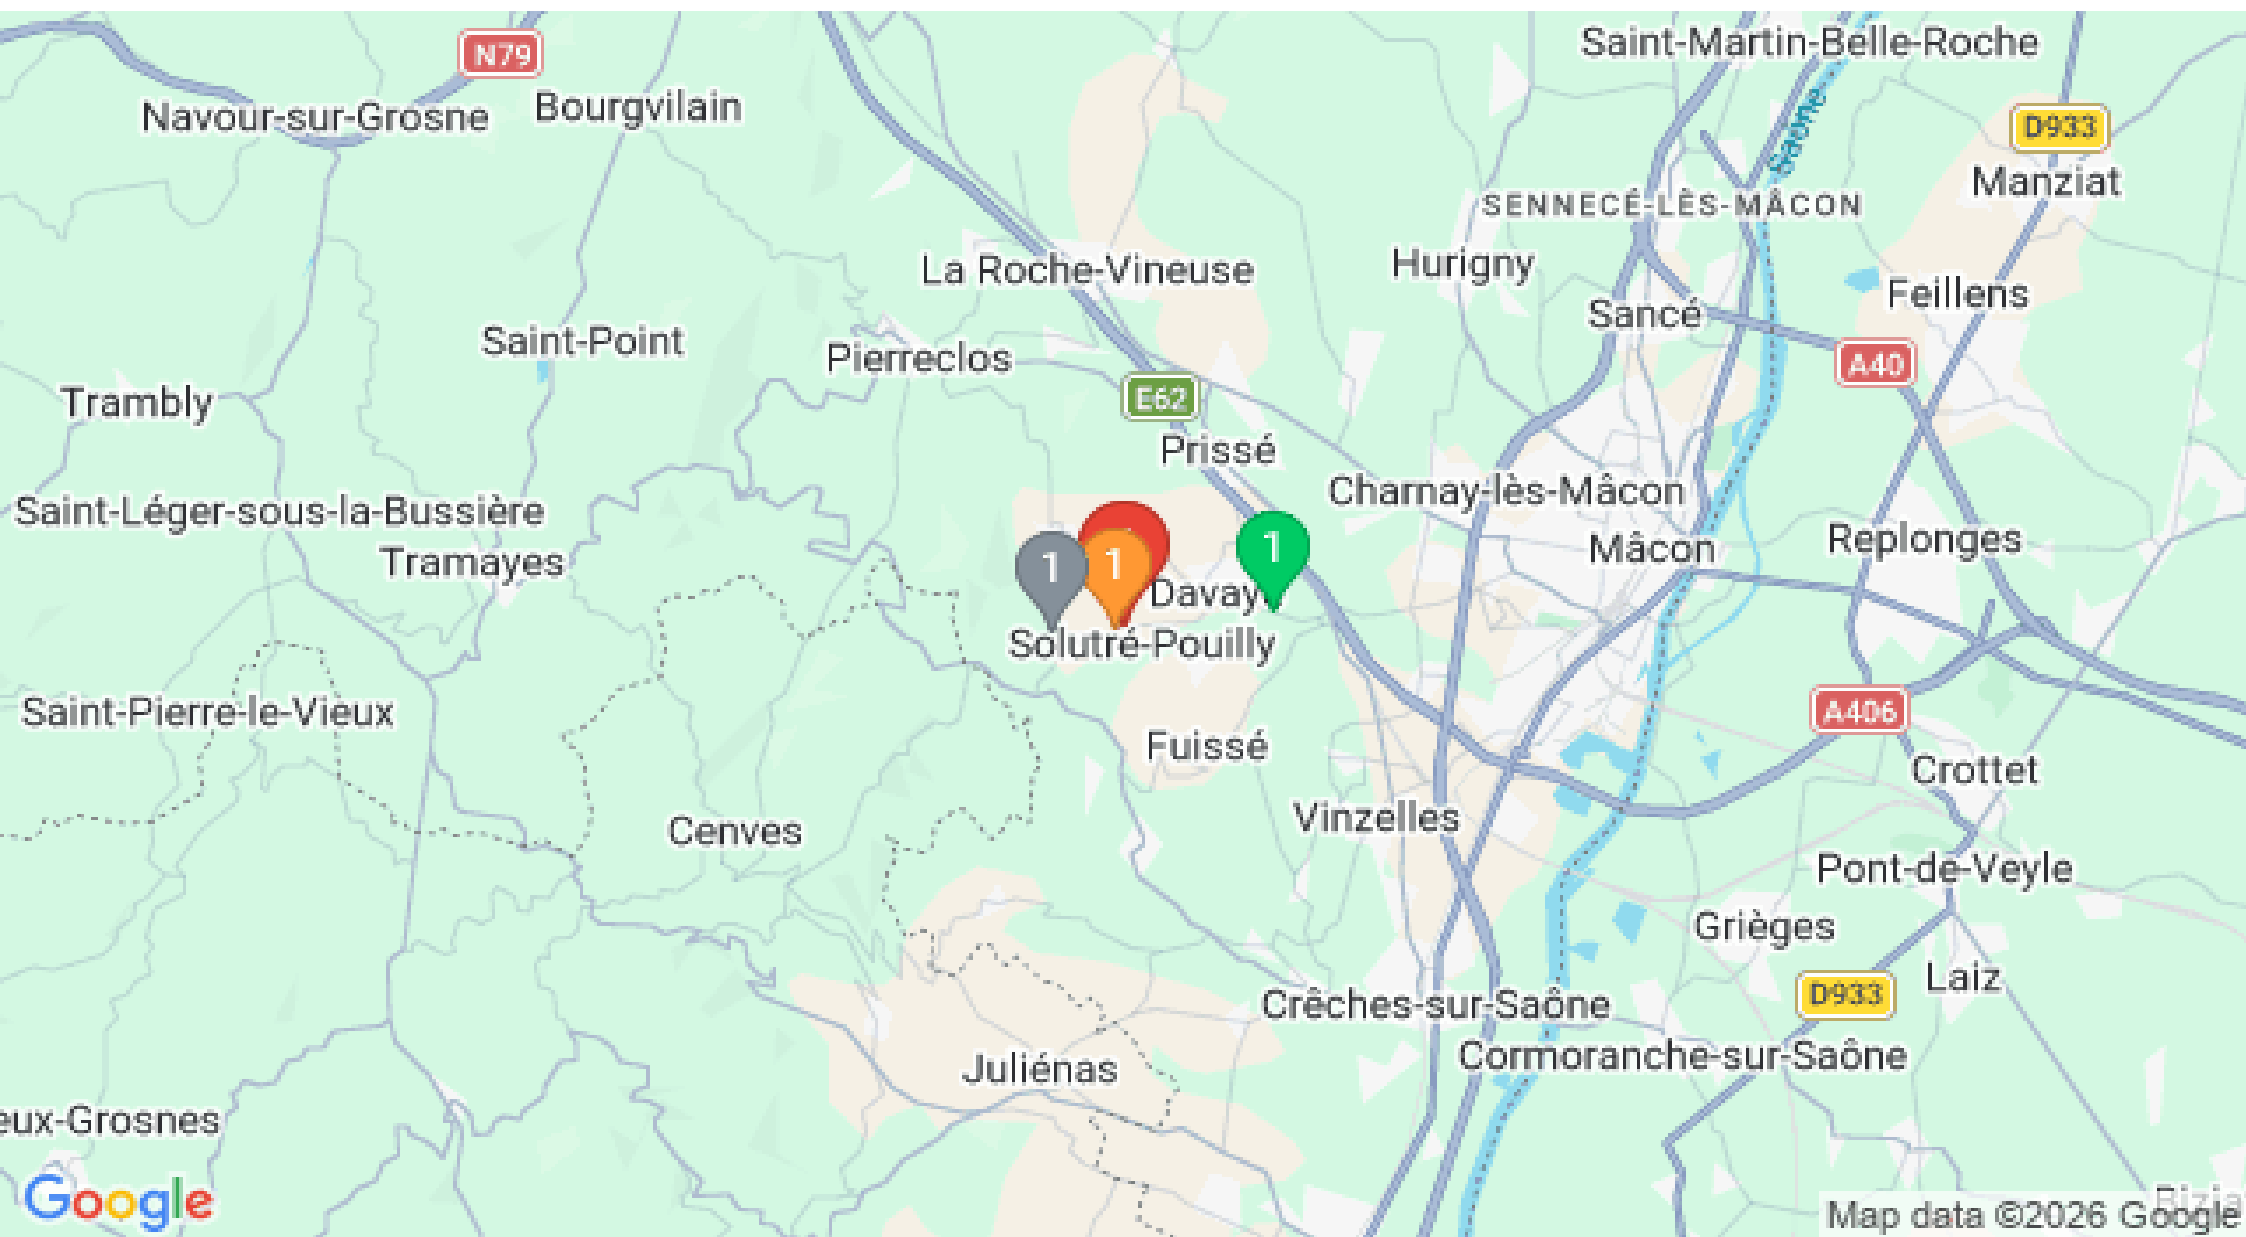 Saint-Martin-Belle-Roche
N79
Navour-sur-Grosne
Bourgvilain
Saône
D933
Manziat
SENNECÉ-LÈS-MÂCON
La Roche-Vineuse
Hurigny
Feillens
Sancé
Saint-Point
Pierreclos
A40
Trambly
E62
Prissé
Charnay-lès-Mâcon
Saint-Léger-sous-la-Bussière
Tramayes
1
1
1
Mâcon
Replonges
Davay
Solutré-Pouilly
Saint-Pierre-le-Vieux
A406
Fuissé
Crottet
Cenves
Vinzelles
Pont-de-Veyle
Grièges
Laiz
Crêches-sur-Saône
D933
Cormoranche-sur-Saône
Juliénas
eux-Grosnes
Google
Map data ©2026 Google